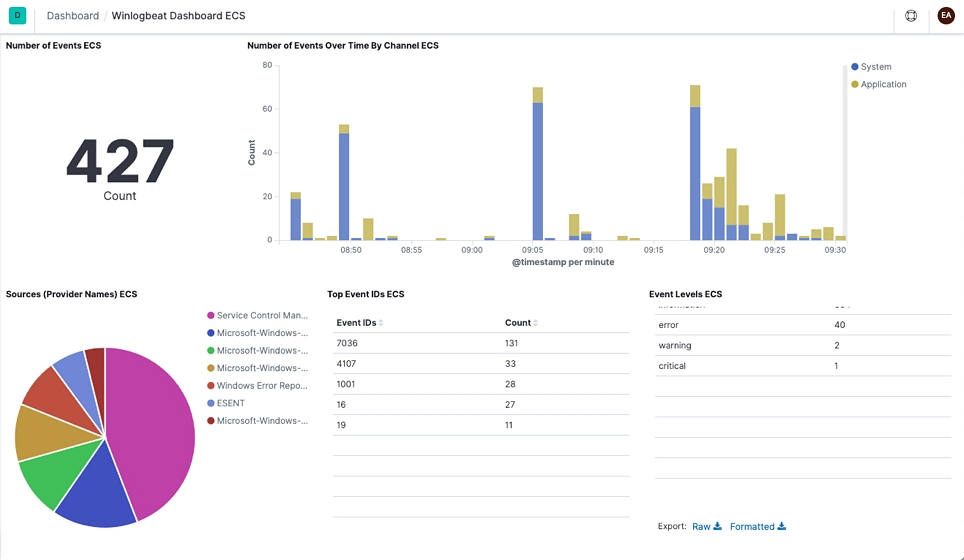 D Dashboard / Winlogbeat Dashboard ECS EA
Number of Events ECS
427
Count
Number of Events Over Time By Channel ECS
80
60
40
20
0
Count
08:50 08:55 09:00 09:05 09:10 09:15 09:20 09:25 09:30
@timestamp per minute
System
Application
Sources (Provider Names) ECS
Service Control Man...
Microsoft-Windows-...
Microsoft-Windows-...
Microsoft-Windows-...
Windows Error Repo...
ESENT
Microsoft-Windows-...
Top Event IDs ECS
Event IDs Count
7036 131
4107 33
1001 28
16 27
19 11
Event Levels ECS
error 40
warning 2
critical 1
Export: Raw Formatted